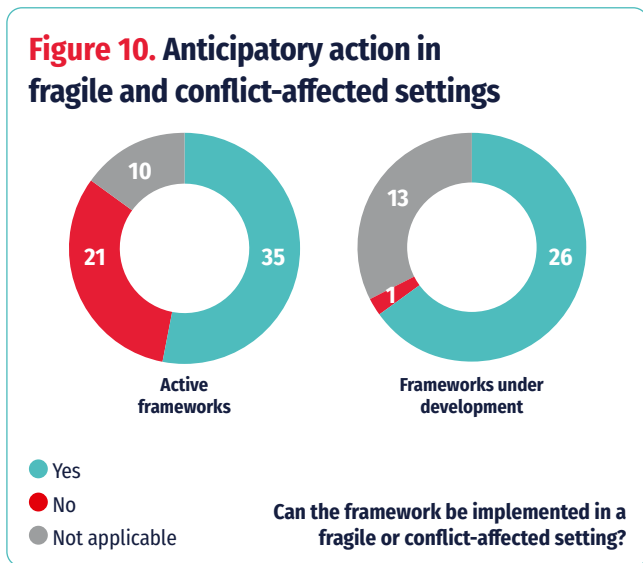 Figure 10. Anticipatory action in
fragile and conflict-affected settings
10
21
35
Active
frameworks
13
1
26
Frameworks under
development
Yes
No
Not applicable
Can the framework be implemented in a
fragile or conflict-affected setting?